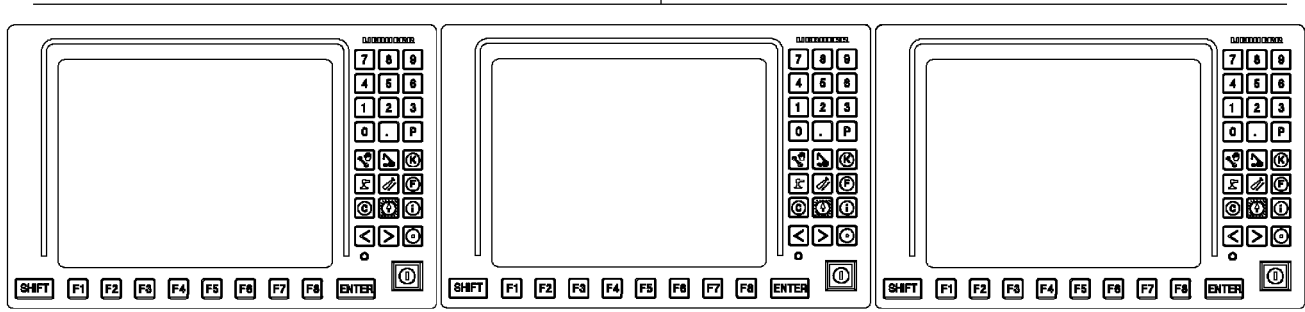 LIEBHERR LIEBHERR LIEBHERR
7 8 9 7 8 9 7 8 9
4 5 6 4 5 6 4 5 6
1 2 3 1 2 3 1 2 3
0 . P 0 . P 0 . P
K K K
F F F
C i C i C i
< > < > < >
SHIFT F1 F2 F3 F4 F5 F6 F7 F8 ENTER SHIFT F1 F2 F3 F4 F5 F6 F7 F8 ENTER SHIFT F1 F2 F3 F4 F5 F6 F7 F8 ENTER